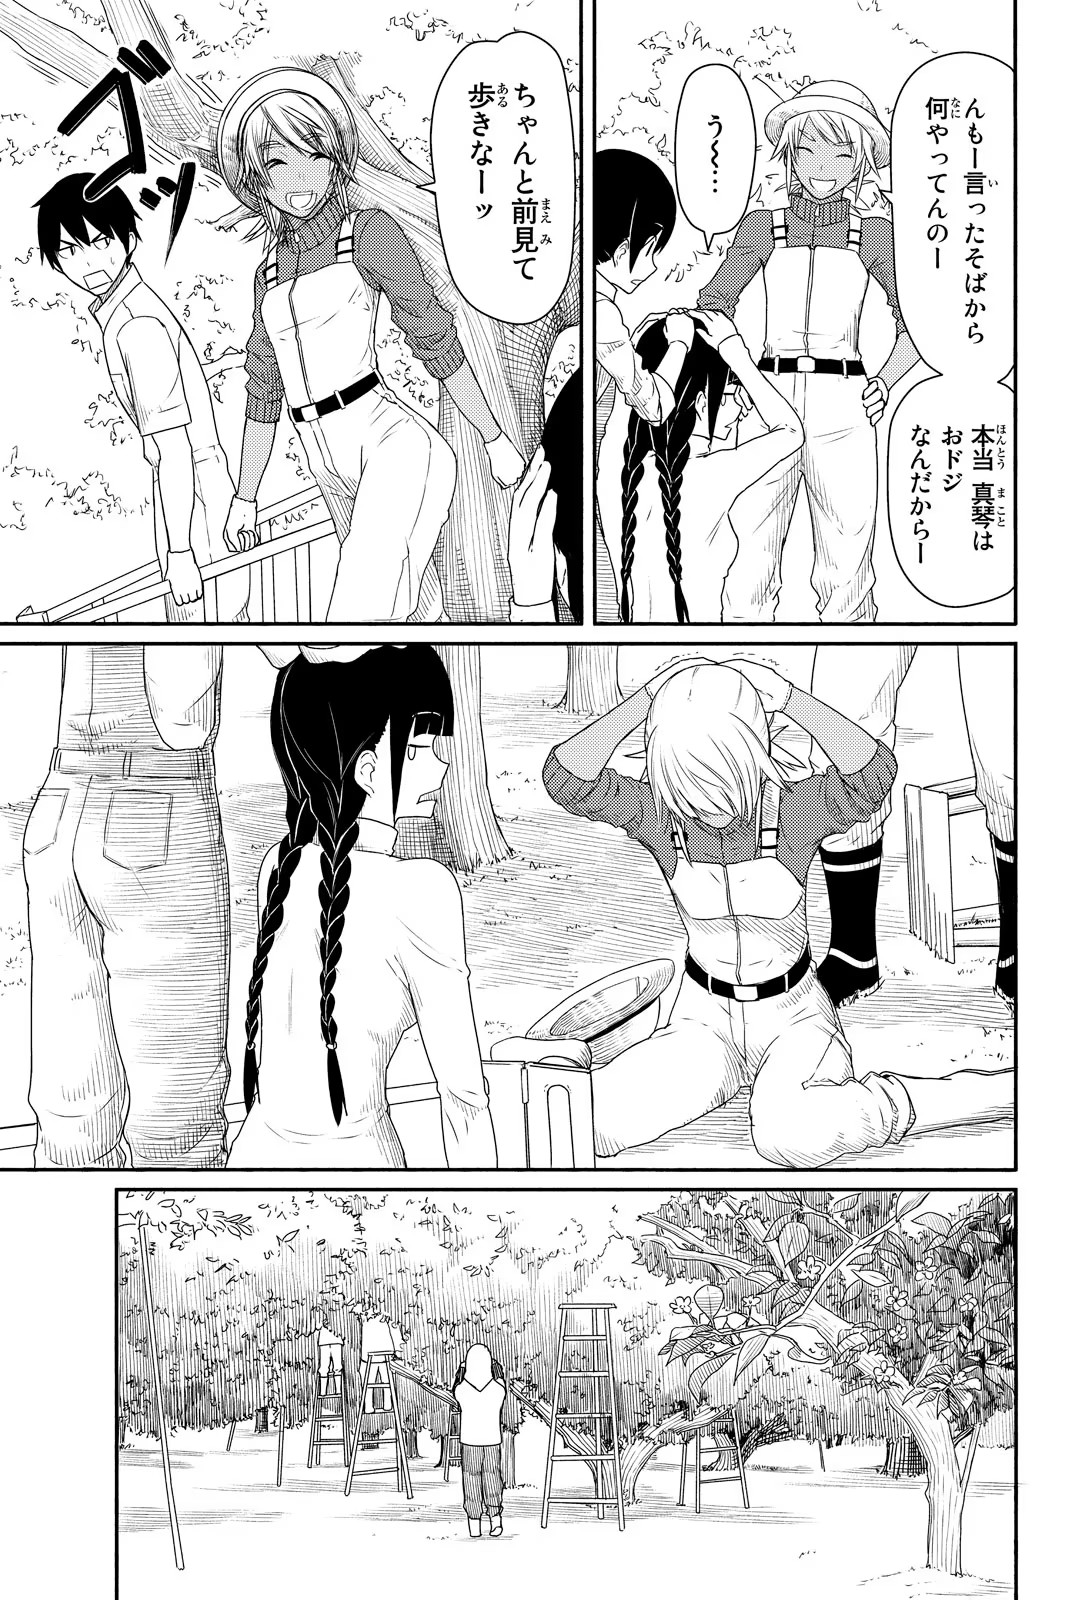 んもー言ったそばから
何やってんのー
本当 真琴は
おドジ
なんだからー
う〜…
ちゃんと前見て
歩きなーッ
ブンッ